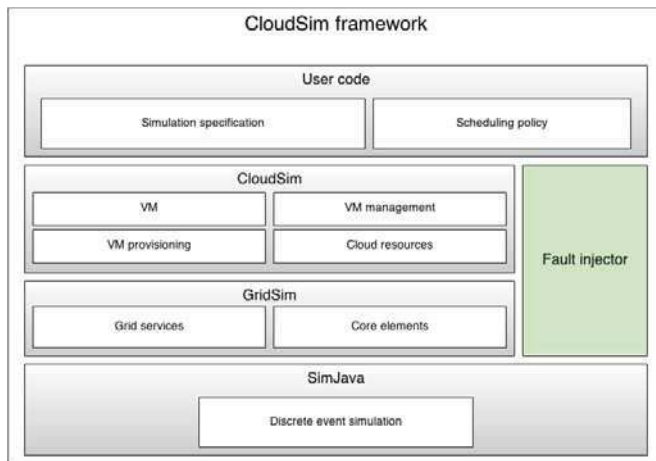 CloudSim framework
User code
Simulation specification
Scheduling policy
CloudSim
VM
VM management
VM provisioning
Cloud resources
Fault injector
GridSim
Grid services
Core elements
SimJava
Discrete event simulation